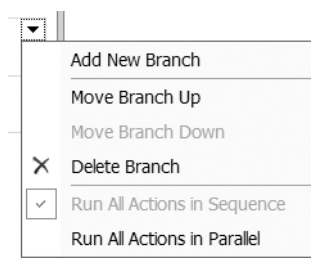 Add New Branch
Move Branch Up
Move Branch Down
Delete Branch
Run All Actions in Sequence
Run All Actions in Parallel